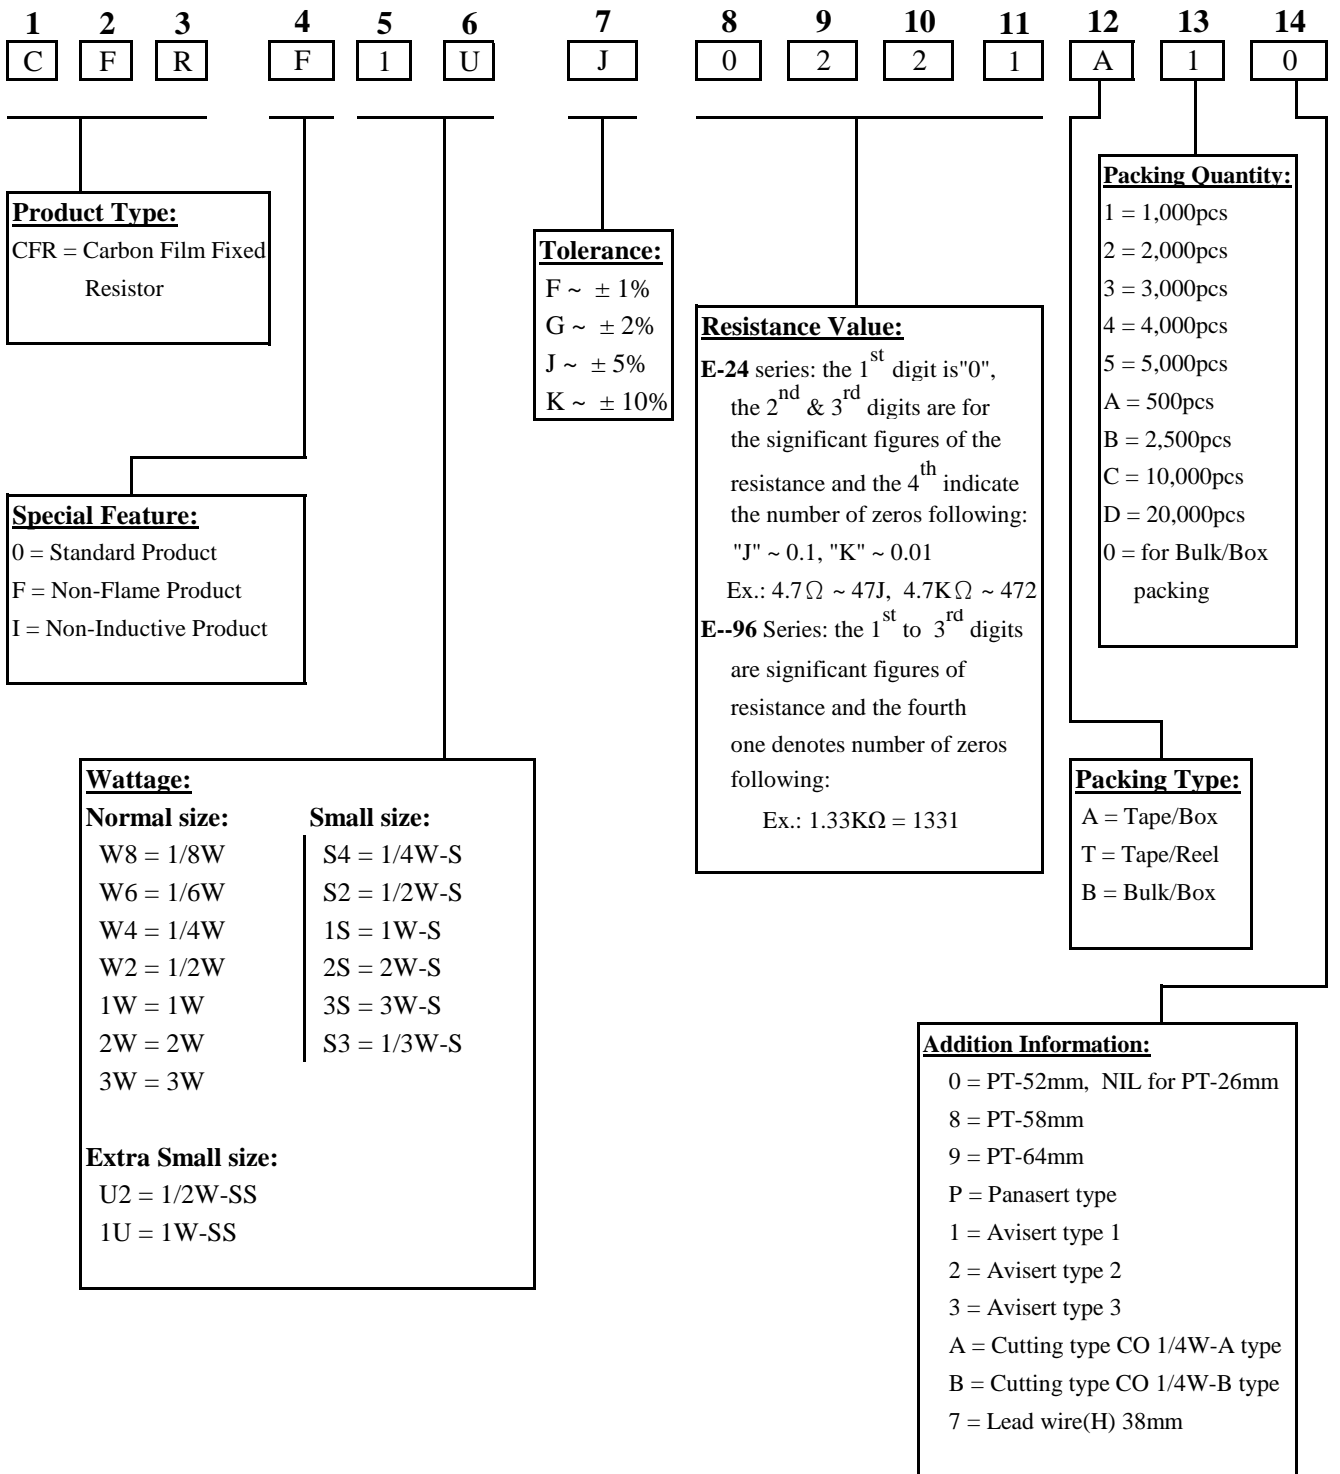 1 2 3 4 5 6 7 8 9 10 11 12 13 14
C F R F 1 U J 0 2 2 1 A 1 0
Product Type:
CFR = Carbon Film Fixed
Resistor
Special Feature:
0 = Standard Product
F = Non-Flame Product
I = Non-Inductive Product
Wattage:
Normal size:
W8 = 1/8W
W6 = 1/6W
W4 = 1/4W
W2 = 1/2W
1W = 1W
2W = 2W
3W = 3W
Small size:
S4 = 1/4W-S
S2 = 1/2W-S
1S = 1W-S
2S = 2W-S
3S = 3W-S
S3 = 1/3W-S
Extra Small size:
U2 = 1/2W-SS
1U = 1W-SS
Tolerance:
F ~ ± 1%
G ~ ± 2%
J ~ ± 5%
K ~ ± 10%
Resistance Value:
E-24 series: the 1st digit is"0",
the 2nd & 3rd digits are for
the significant figures of the
resistance and the 4th indicate
the number of zeros following:
"J" ~ 0.1, "K" ~ 0.01
Ex.: 4.7Ω ~ 47J, 4.7KΩ ~ 472
E--96 Series: the 1st to 3rd digits
are significant figures of
resistance and the fourth
one denotes number of zeros
following:
Ex.: 1.33KΩ = 1331
Packing Quantity:
1 = 1,000pcs
2 = 2,000pcs
3 = 3,000pcs
4 = 4,000pcs
5 = 5,000pcs
A = 500pcs
B = 2,500pcs
C = 10,000pcs
D = 20,000pcs
0 = for Bulk/Box
packing
Packing Type:
A = Tape/Box
T = Tape/Reel
B = Bulk/Box
Addition Information:
0 = PT-52mm, NIL for PT-26mm
8 = PT-58mm
9 = PT-64mm
P = Panasert type
1 = Avisert type 1
2 = Avisert type 2
3 = Avisert type 3
A = Cutting type CO 1/4W-A type
B = Cutting type CO 1/4W-B type
7 = Lead wire(H) 38mm